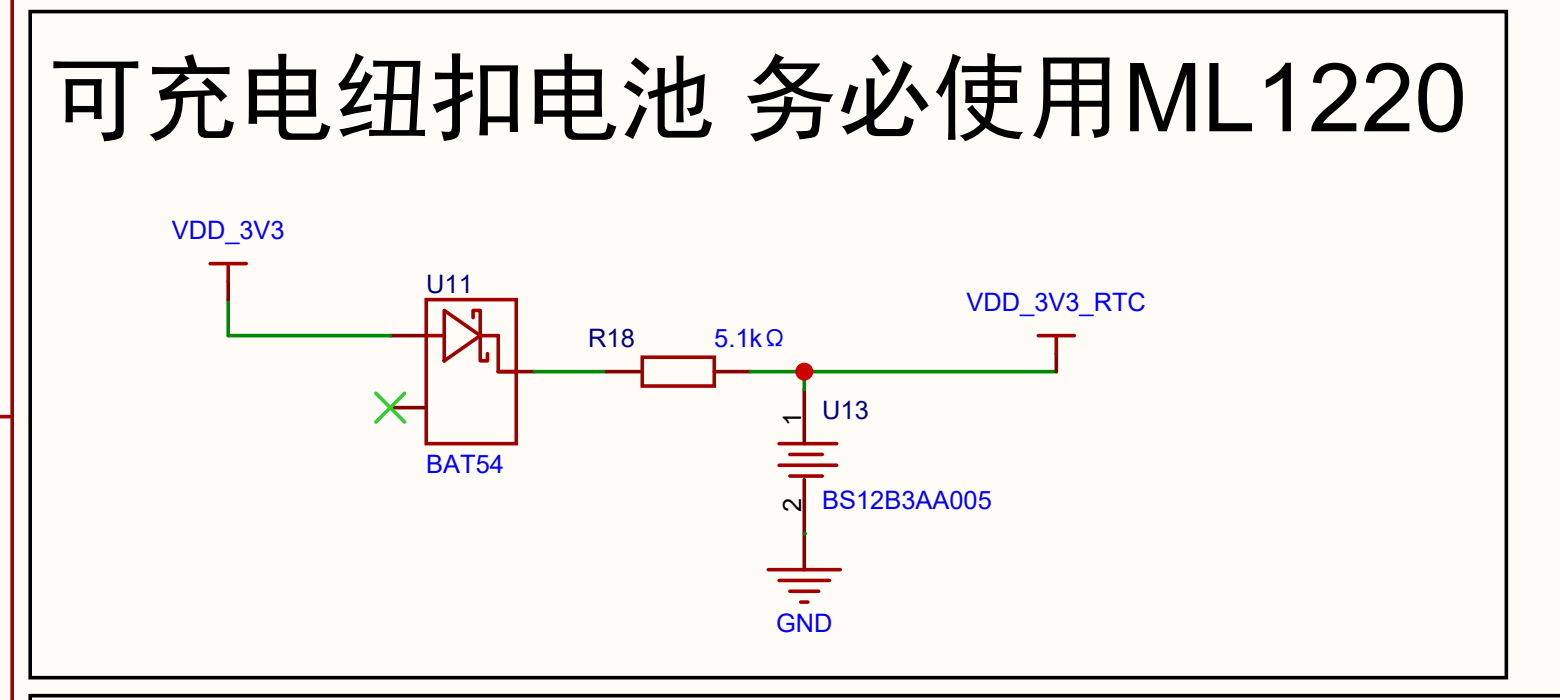 可充电纽扣电池 务必使用ML1220
VDD_3V3
U11
VDD_3V3_RTC
R18 5.1kΩ
1 U13
BAT54
2 BS12B3AA005
GND